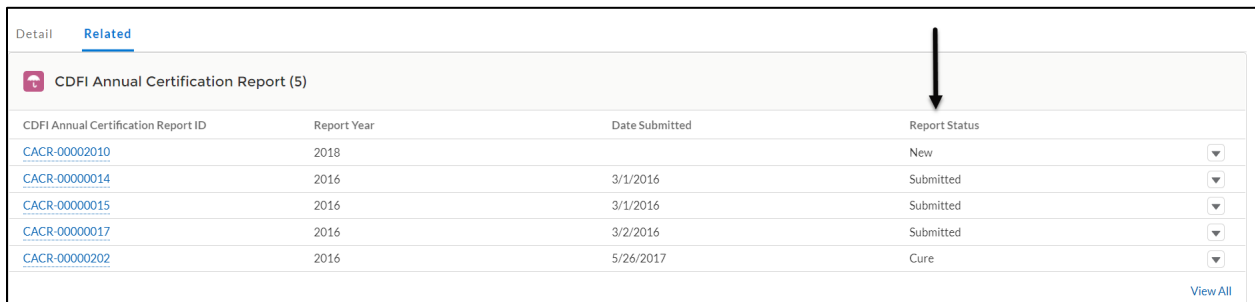 Detail Related
CDFI Annual Certification Report (5)
CDFI Annual Certification Report ID Report Year Date Submitted Report Status
CACR-00002010 2018 New
CACR-00000014 2016 3/1/2016 Submitted
CACR-00000015 2016 3/1/2016 Submitted
CACR-00000017 2016 3/2/2016 Submitted
CACR-00000202 2016 5/26/2017 Cure
View All